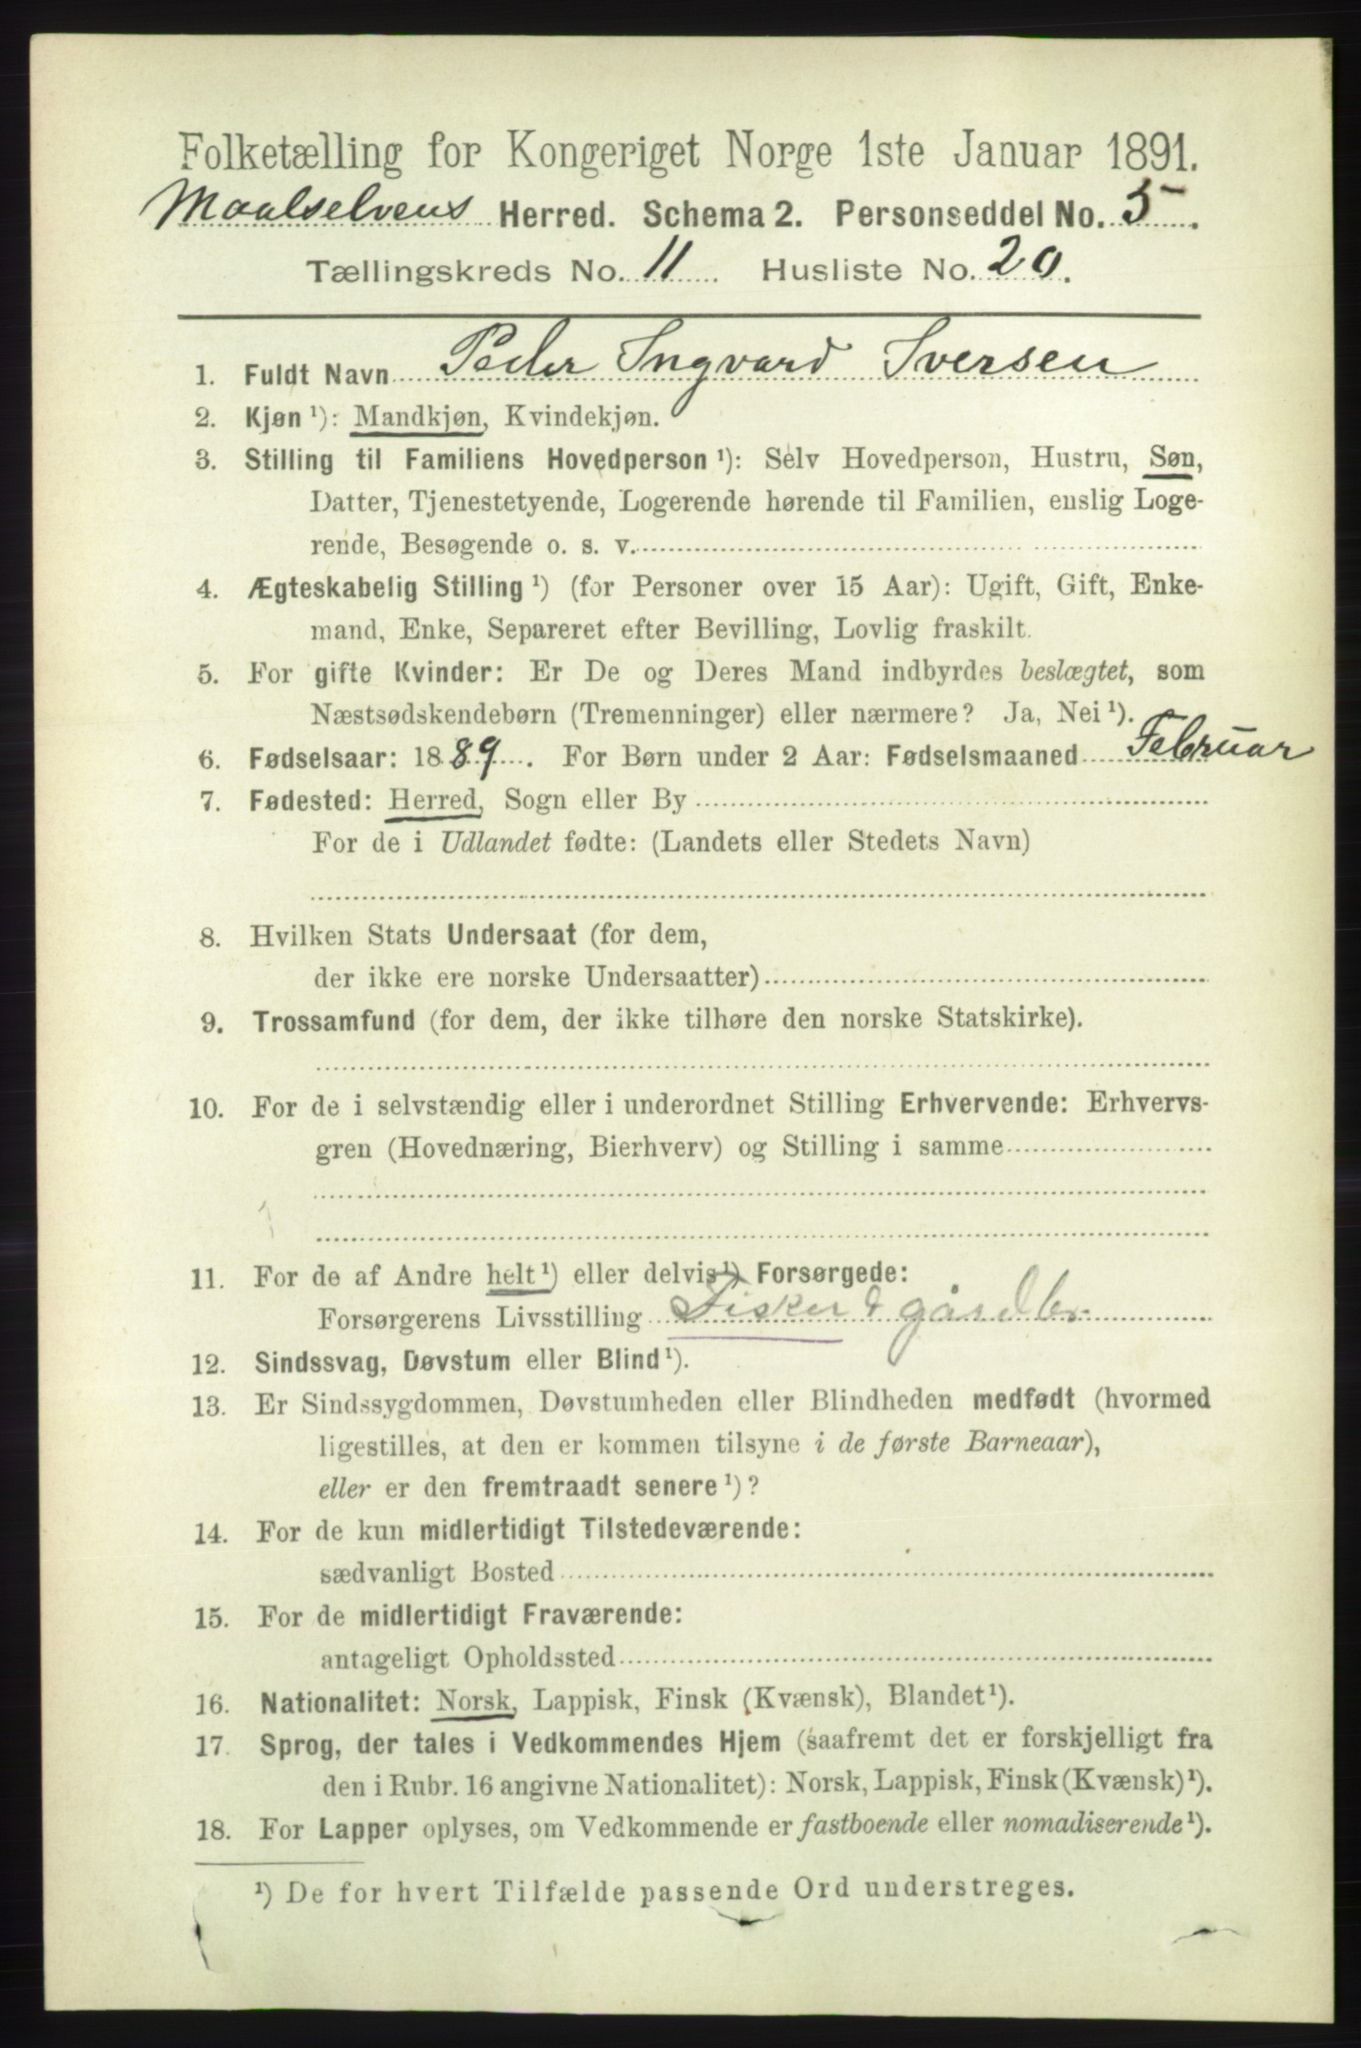 Folketælling for Kongeriget Norge 1ste Januar 1891.
Maalselvens Herred. Schema 2. Personseddel No. 5.
Tællingskreds No. 11 Husliste No. 20.
1. Fuldt Navn Peder Ingvard Iversen
2. Kjøn ¹): Mandkjøn, Kvindekjøn.
3. Stilling til Familiens Hovedperson ¹): Selv Hovedperson, Hustru, Søn,
Datter, Tjenestetyende, Logerende hørende til Familien, enslig Loge-
rende, Besøgende o. s. v.
4. Ægteskabelig Stilling ¹) (for Personer over 15 Aar): Ugift, Gift, Enke-
mand, Enke, Separeret efter Bevilling, Lovlig fraskilt.
5. For gifte Kvinder: Er De og Deres Mand indbyrdes beslægtet, som
Næstsødskendebørn (Tremenninger) eller nærmere? Ja, Nei ¹).
6. Fødselsaar: 1889. For Børn under 2 Aar: Fødselsmaaned Februar
7. Fødested: Herred, Sogn eller By
For de i Udlandet fødte: (Landets eller Stedets Navn)
8. Hvilken Stats Undersaat (for dem,
der ikke ere norske Undersaatter)
9. Trossamfund (for dem, der ikke tilhøre den norske Statskirke).
10. For de i selvstændig eller i underordnet Stilling Erhvervende: Erhvervs-
gren (Hovednæring, Bierhverv) og Stilling i samme
11. For de af Andre helt ¹) eller delvis ¹) Forsørgede:
Forsørgerens Livsstilling Fisker & gårdbr.
12. Sindssvag, Døvstum eller Blind ¹).
13. Er Sindssygdommen, Døvstumheden eller Blindheden medfødt (hvormed
ligestilles, at den er kommen tilsyne i de første Barneaar),
eller er den fremtraadt senere ¹)?
14. For de kun midlertidigt Tilstedeværende:
sædvanligt Bosted
15. For de midlertidigt Fraværende:
antageligt Opholdssted
16. Nationalitet: Norsk, Lappisk, Finsk (Kvænsk), Blandet ¹).
17. Sprog, der tales i Vedkommendes Hjem (saafremt det er forskjelligt fra
den i Rubr. 16 angivne Nationalitet): Norsk, Lappisk, Finsk (Kvænsk) ¹).
18. For Lapper oplyses, om Vedkommende er fastboende eller nomadiserende ¹).
¹) De for hvert Tilfælde passende Ord understreges.